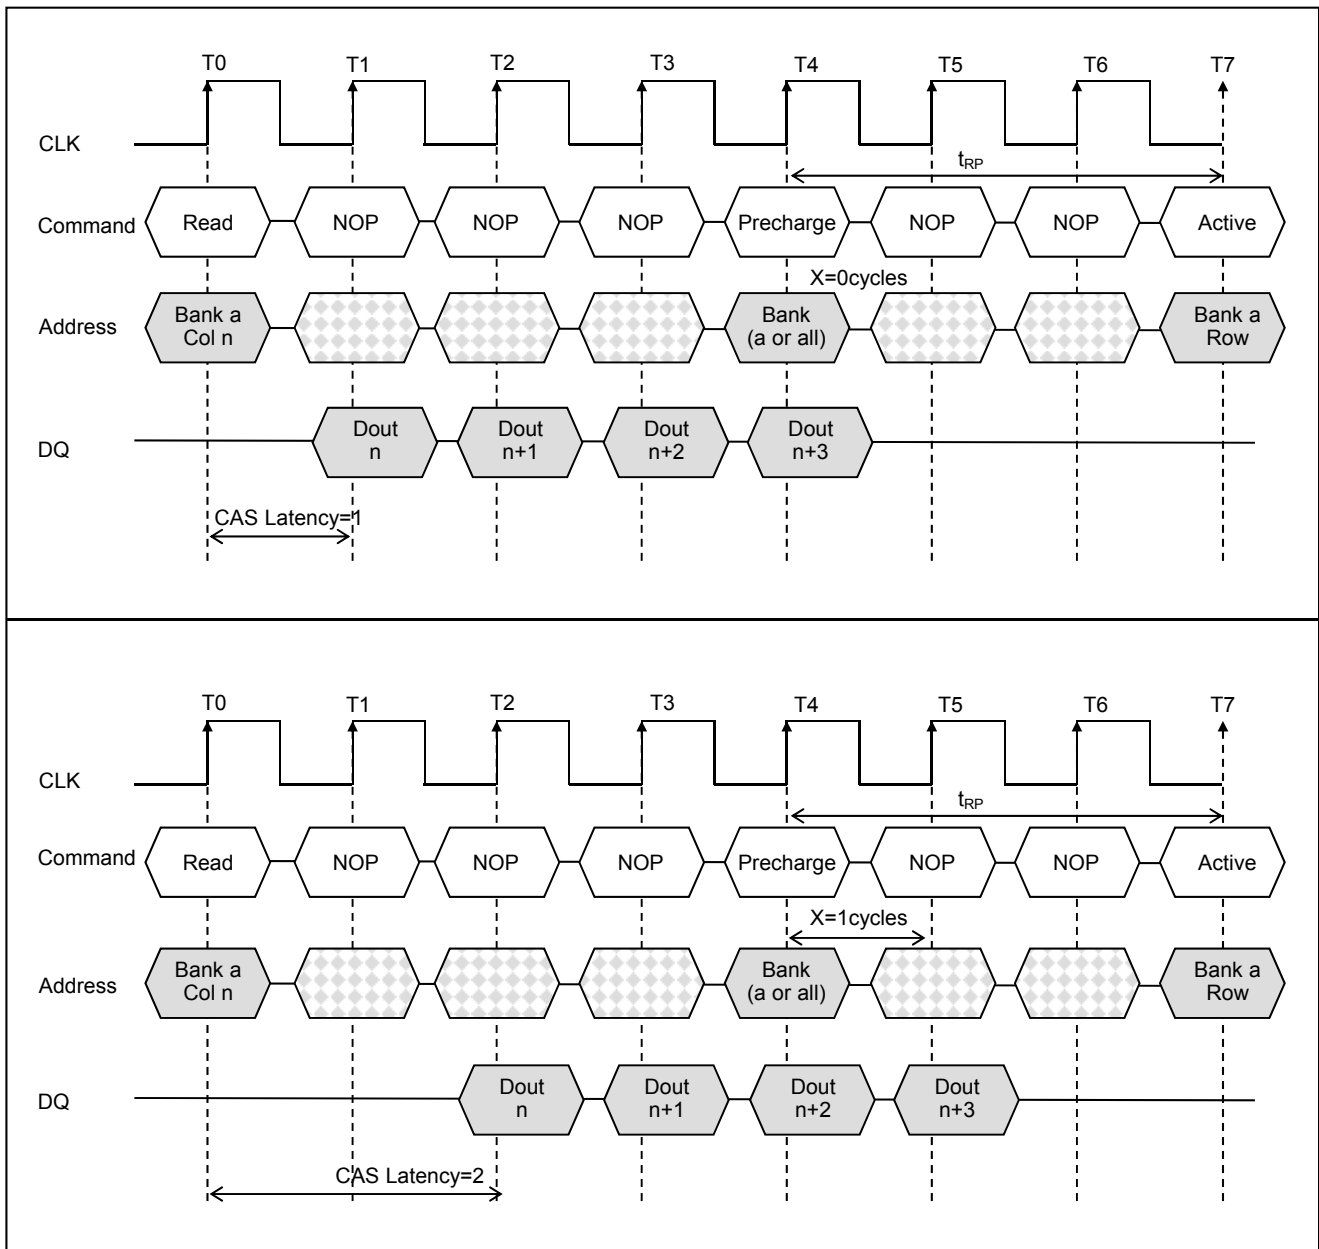 T0 T1 T2 T3 T4 T5 T6 T7
CLK
tRP
Command Read NOP NOP NOP Precharge NOP NOP Active
X=0cycles
Address Bank a Col n Bank (a or all) Bank a Row
DQ Dout n Dout n+1 Dout n+2 Dout n+3
CAS Latency=1
T0 T1 T2 T3 T4 T5 T6 T7
CLK
tRP
Command Read NOP NOP NOP Precharge NOP NOP Active
X=1cycles
Address Bank a Col n Bank (a or all) Bank a Row
DQ Dout n Dout n+1 Dout n+2 Dout n+3
CAS Latency=2